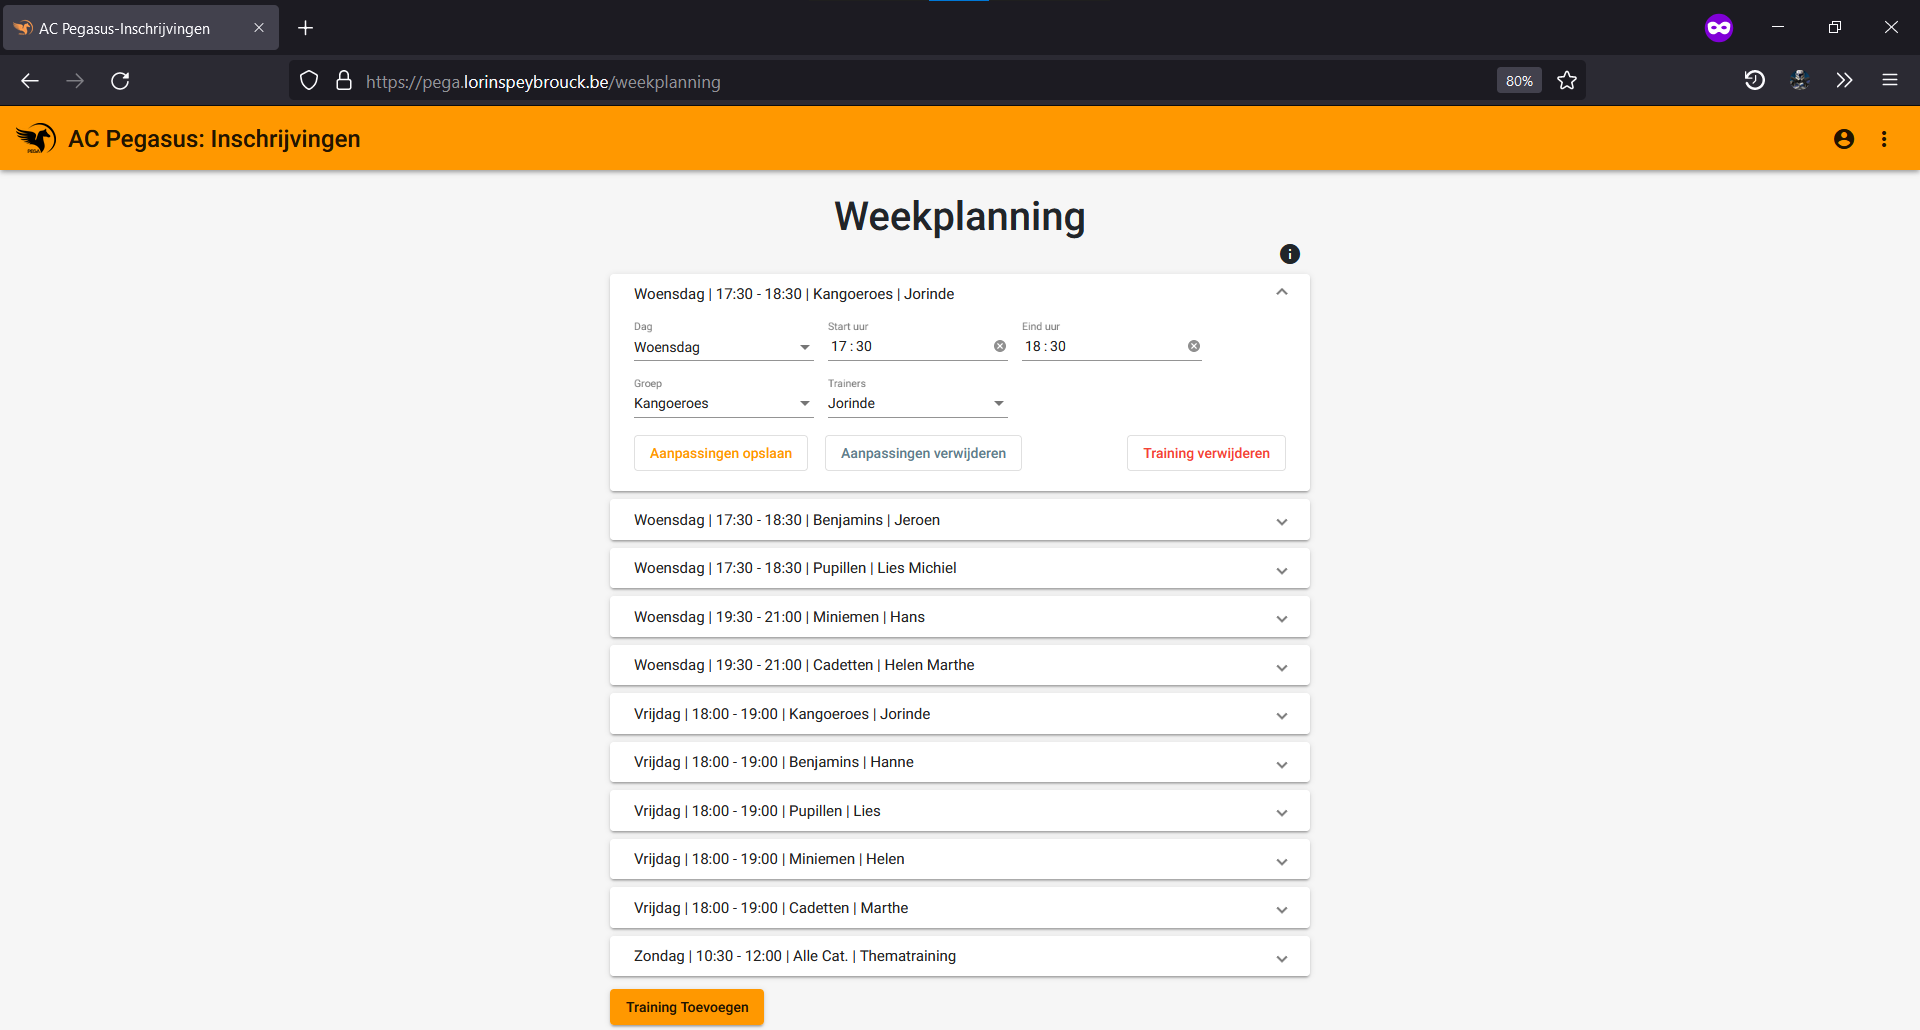 AC Pegasus-Inschrijvingen
https://pega.lorinspeybrouck.be/weekplanning
80%
AC Pegasus: Inschrijvingen
Weekplanning
Woensdag | 17:30 - 18:30 | Kangoeroes | Jorinde
Dag Start uur Eind uur
Woensdag 17 : 30 18 : 30
Groep Trainers
Kangoeroes Jorinde
Aanpassingen opslaan Aanpassingen verwijderen Training verwijderen
Woensdag | 17:30 - 18:30 | Benjamins | Jeroen
Woensdag | 17:30 - 18:30 | Pupillen | Lies Michiel
Woensdag | 19:30 - 21:00 | Miniemen | Hans
Woensdag | 19:30 - 21:00 | Cadetten | Helen Marthe
Vrijdag | 18:00 - 19:00 | Kangoeroes | Jorinde
Vrijdag | 18:00 - 19:00 | Benjamins | Hanne
Vrijdag | 18:00 - 19:00 | Pupillen | Lies
Vrijdag | 18:00 - 19:00 | Miniemen | Helen
Vrijdag | 18:00 - 19:00 | Cadetten | Marthe
Zondag | 10:30 - 12:00 | Alle Cat. | Thematraining
Training Toevoegen